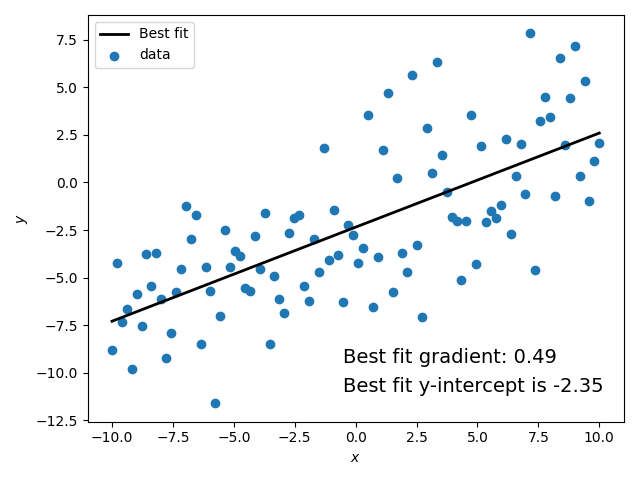 Best fit
data
7.5
5.0
2.5
0.0
−2.5
−5.0
−7.5
−10.0
−12.5
y
Best fit gradient: 0.49
Best fit y-intercept is -2.35
−10.0 −7.5 −5.0 −2.5 0.0 2.5 5.0 7.5 10.0
x